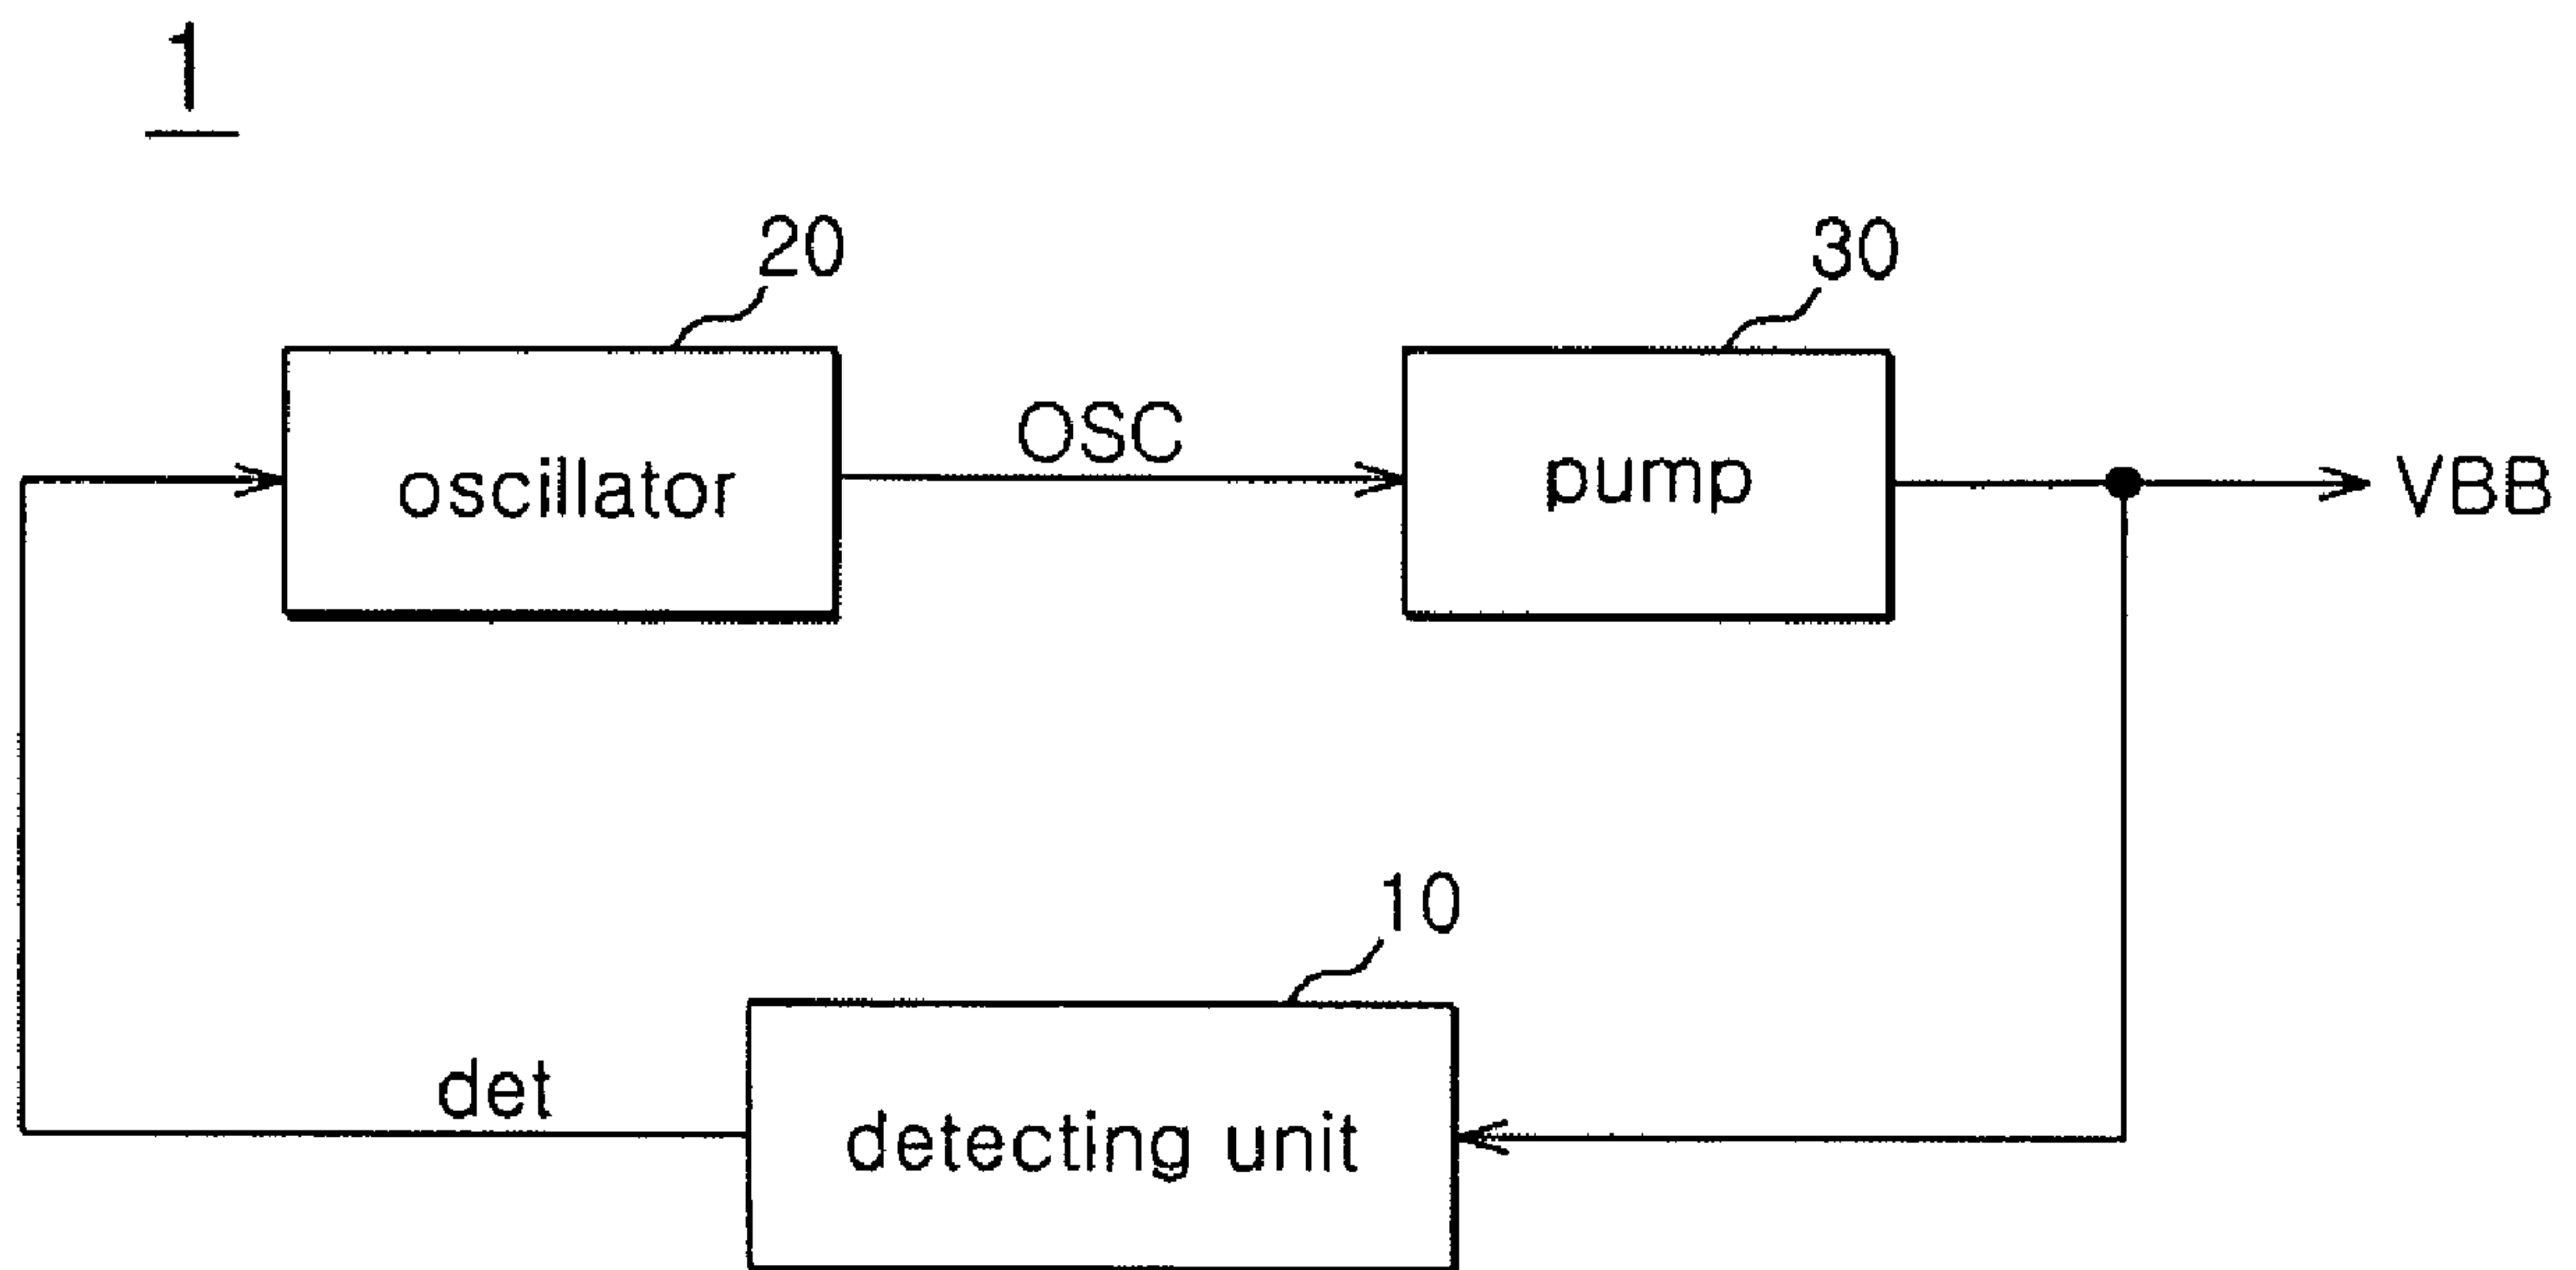 1
20
30
OSC
oscillator
pump
VBB
10
det
detecting unit